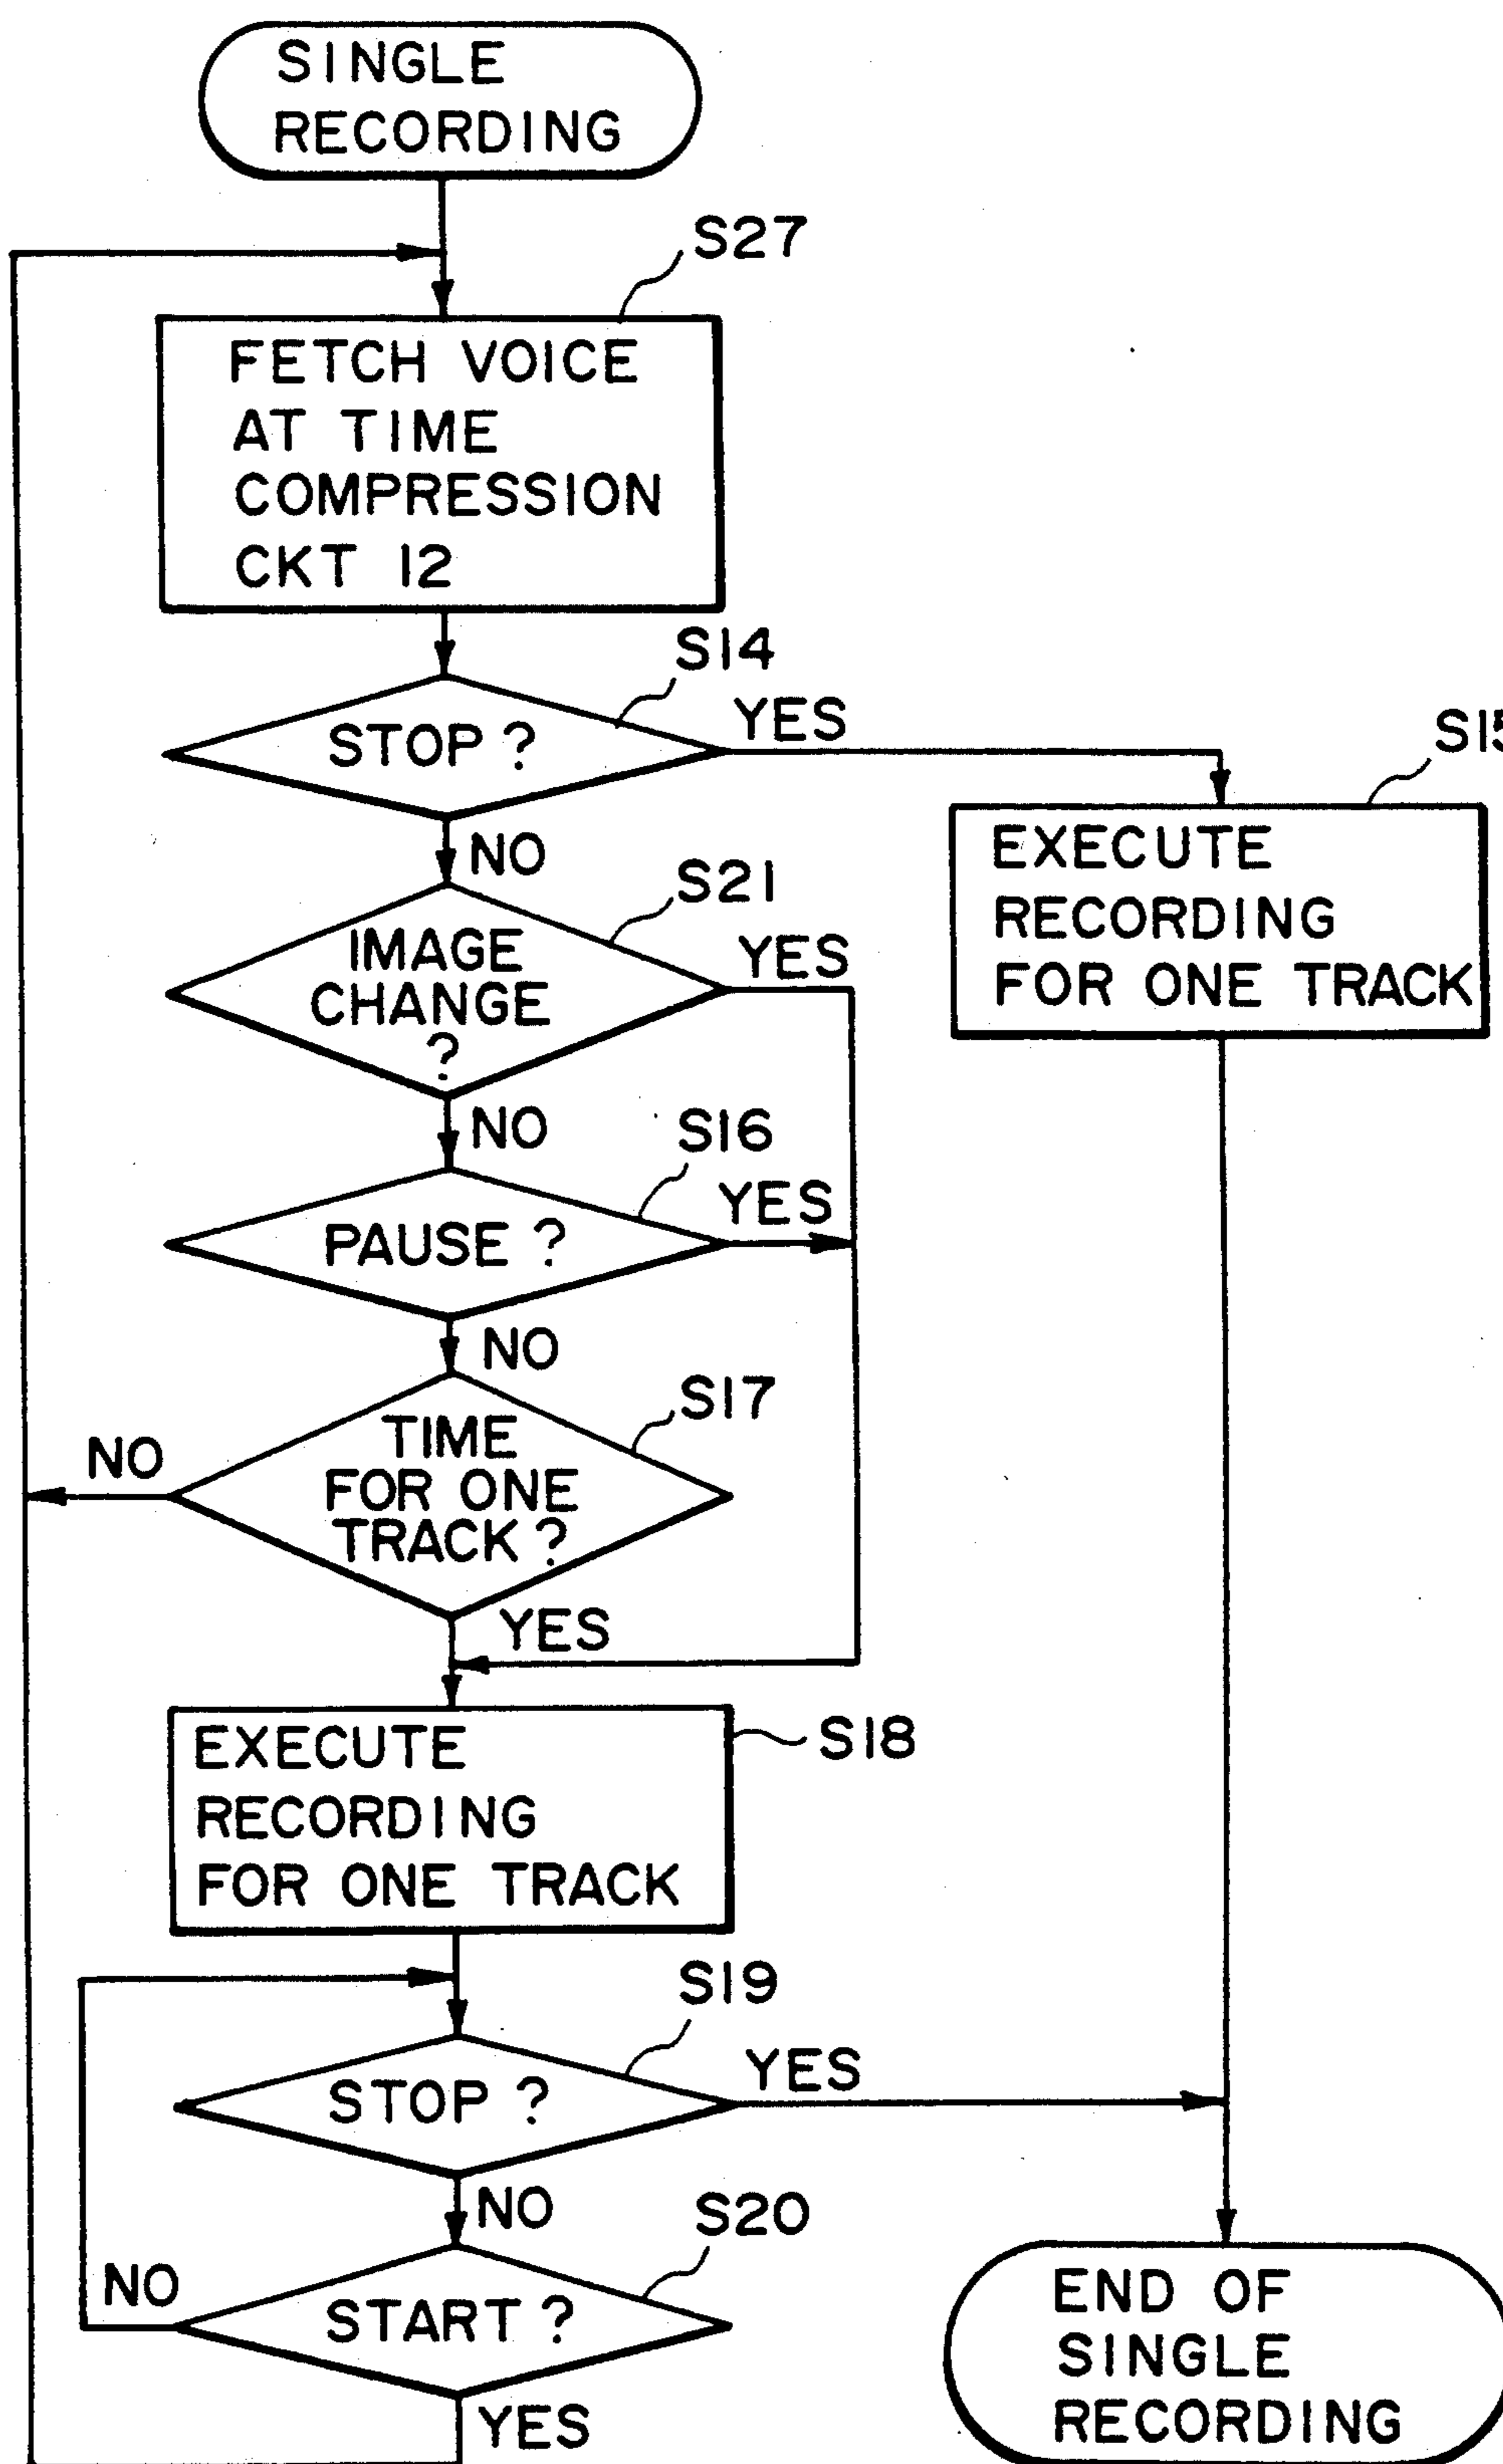 SINGLE
RECORDING
S27
FETCH VOICE
AT TIME
COMPRESSION
CKT 12
S14
STOP ?
YES
S15
NO
EXECUTE
RECORDING
FOR ONE TRACK
S21
IMAGE
CHANGE
?
YES
NO
S16
PAUSE ?
YES
NO
S17
TIME
FOR ONE
TRACK ?
NO
YES
EXECUTE
RECORDING
FOR ONE TRACK
S18
S19
STOP ?
YES
NO
S20
START ?
NO
YES
END OF
SINGLE
RECORDING